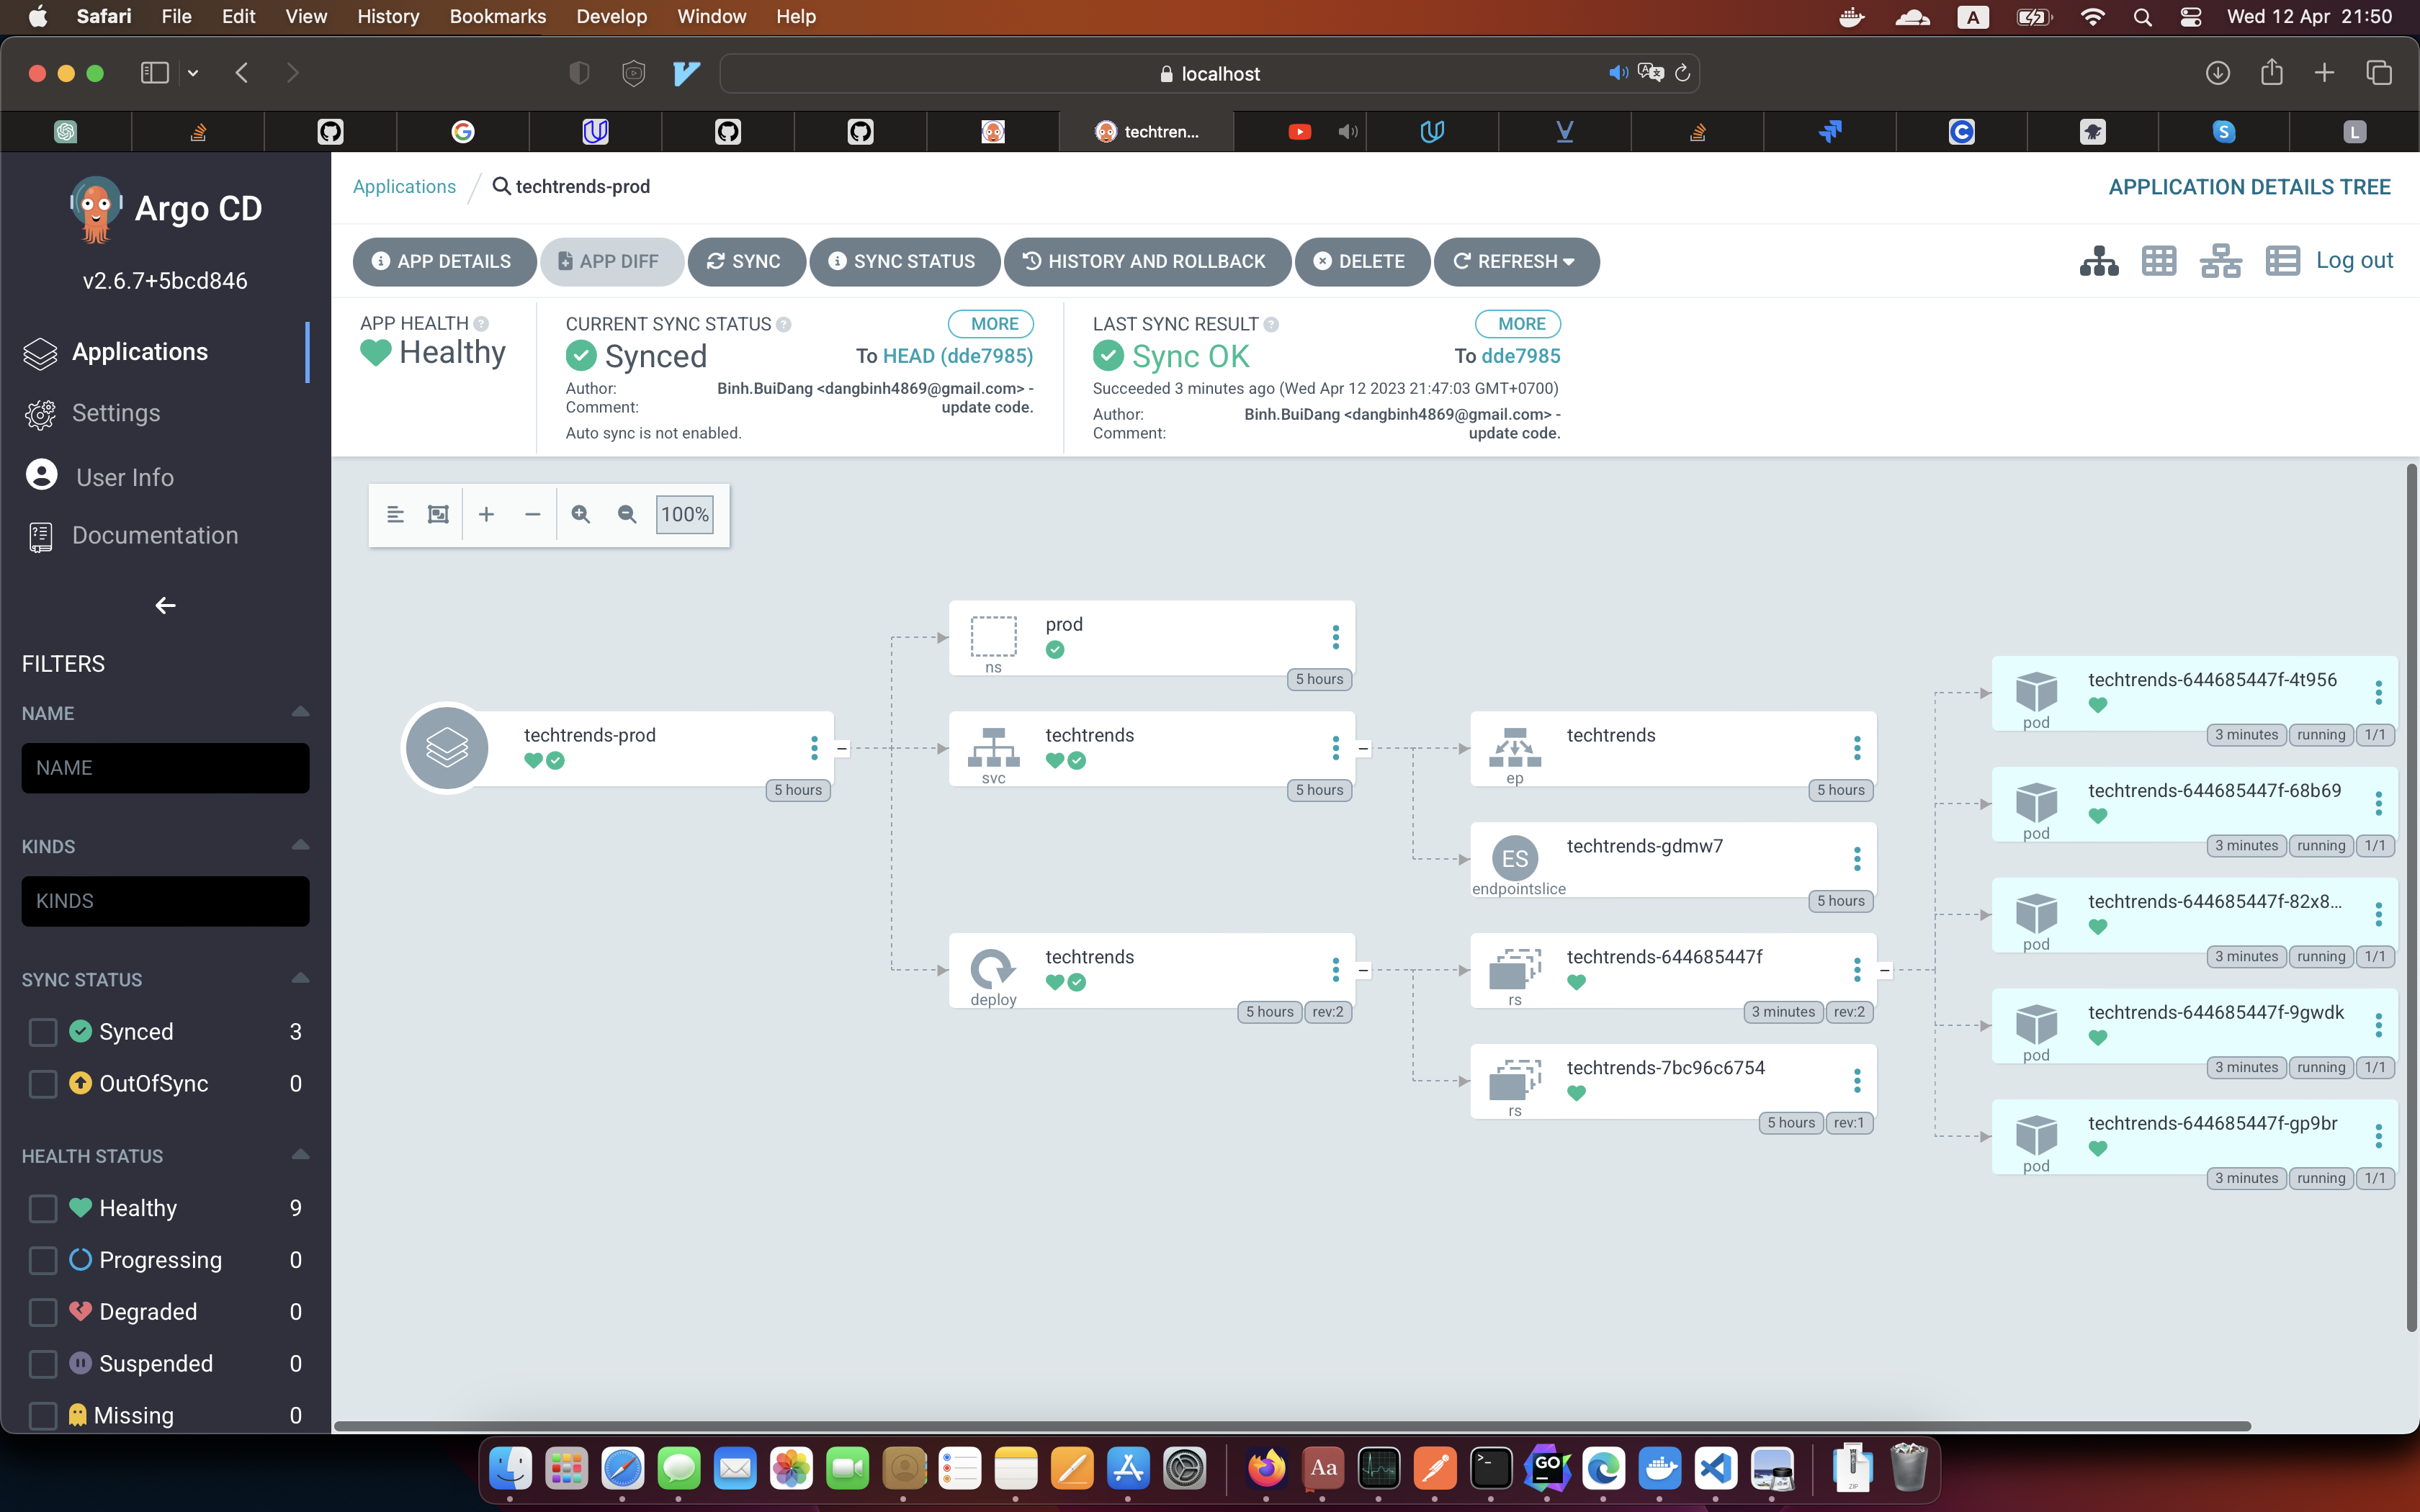 Safari File Edit View History Bookmarks Develop Window Help A Wed 12 Apr 21:50
localhost
techtren... L
Argo CD
v2.6.7+5bcd846
Applications
Settings
User Info
Documentation
FILTERS
NAME
NAME
KINDS
KINDS
SYNC STATUS
Synced 3
OutOfSync 0
HEALTH STATUS
Healthy 9
Progressing 0
Degraded 0
Suspended 0
Missing 0
Applications / techtrends-prod
APPLICATION DETAILS TREE
APP DETAILS APP DIFF SYNC SYNC STATUS HISTORY AND ROLLBACK DELETE REFRESH
Log out
APP HEALTH
Healthy
CURRENT SYNC STATUS MORE
Synced To HEAD (dde7985)
Author: Binh.BuiDang <dangbinh4869@gmail.com> -
Comment: update code.
Auto sync is not enabled.
LAST SYNC RESULT MORE
Sync OK To dde7985
Succeeded 3 minutes ago (Wed Apr 12 2023 21:47:03 GMT+0700)
Author: Binh.BuiDang <dangbinh4869@gmail.com> -
Comment: update code.
100%
techtrends-prod
5 hours
prod
ns
5 hours
techtrends
svc
5 hours
techtrends
deploy
5 hours rev:2
techtrends
ep
5 hours
ES
techtrends-gdmw7
endpointslice
5 hours
techtrends-644685447f
rs
3 minutes rev:2
techtrends-7bc96c6754
rs
5 hours rev:1
techtrends-644685447f-4t956
pod
3 minutes running 1/1
techtrends-644685447f-68b69
pod
3 minutes running 1/1
techtrends-644685447f-82x8...
pod
3 minutes running 1/1
techtrends-644685447f-9gwdk
pod
3 minutes running 1/1
techtrends-644685447f-gp9br
pod
3 minutes running 1/1
Aa
GO
ZIP